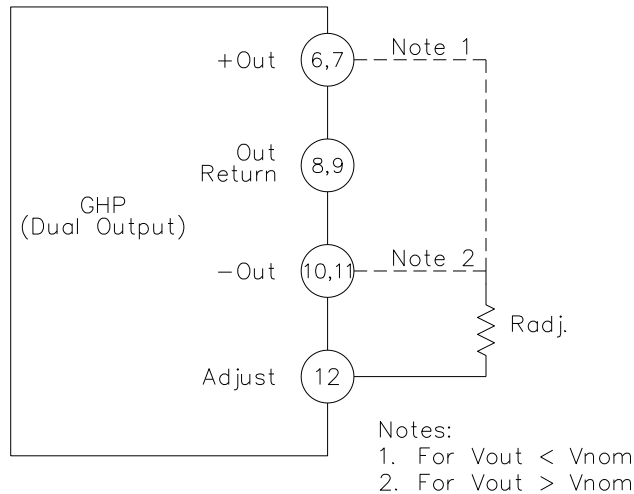 +Out
6,7
Note 1
Out
Return
8,9
GHP
(Dual Output)
-Out
10,11
Note 2
Radj.
Adjust
12
Notes:
1. For Vout < Vnom
2. For Vout > Vnom